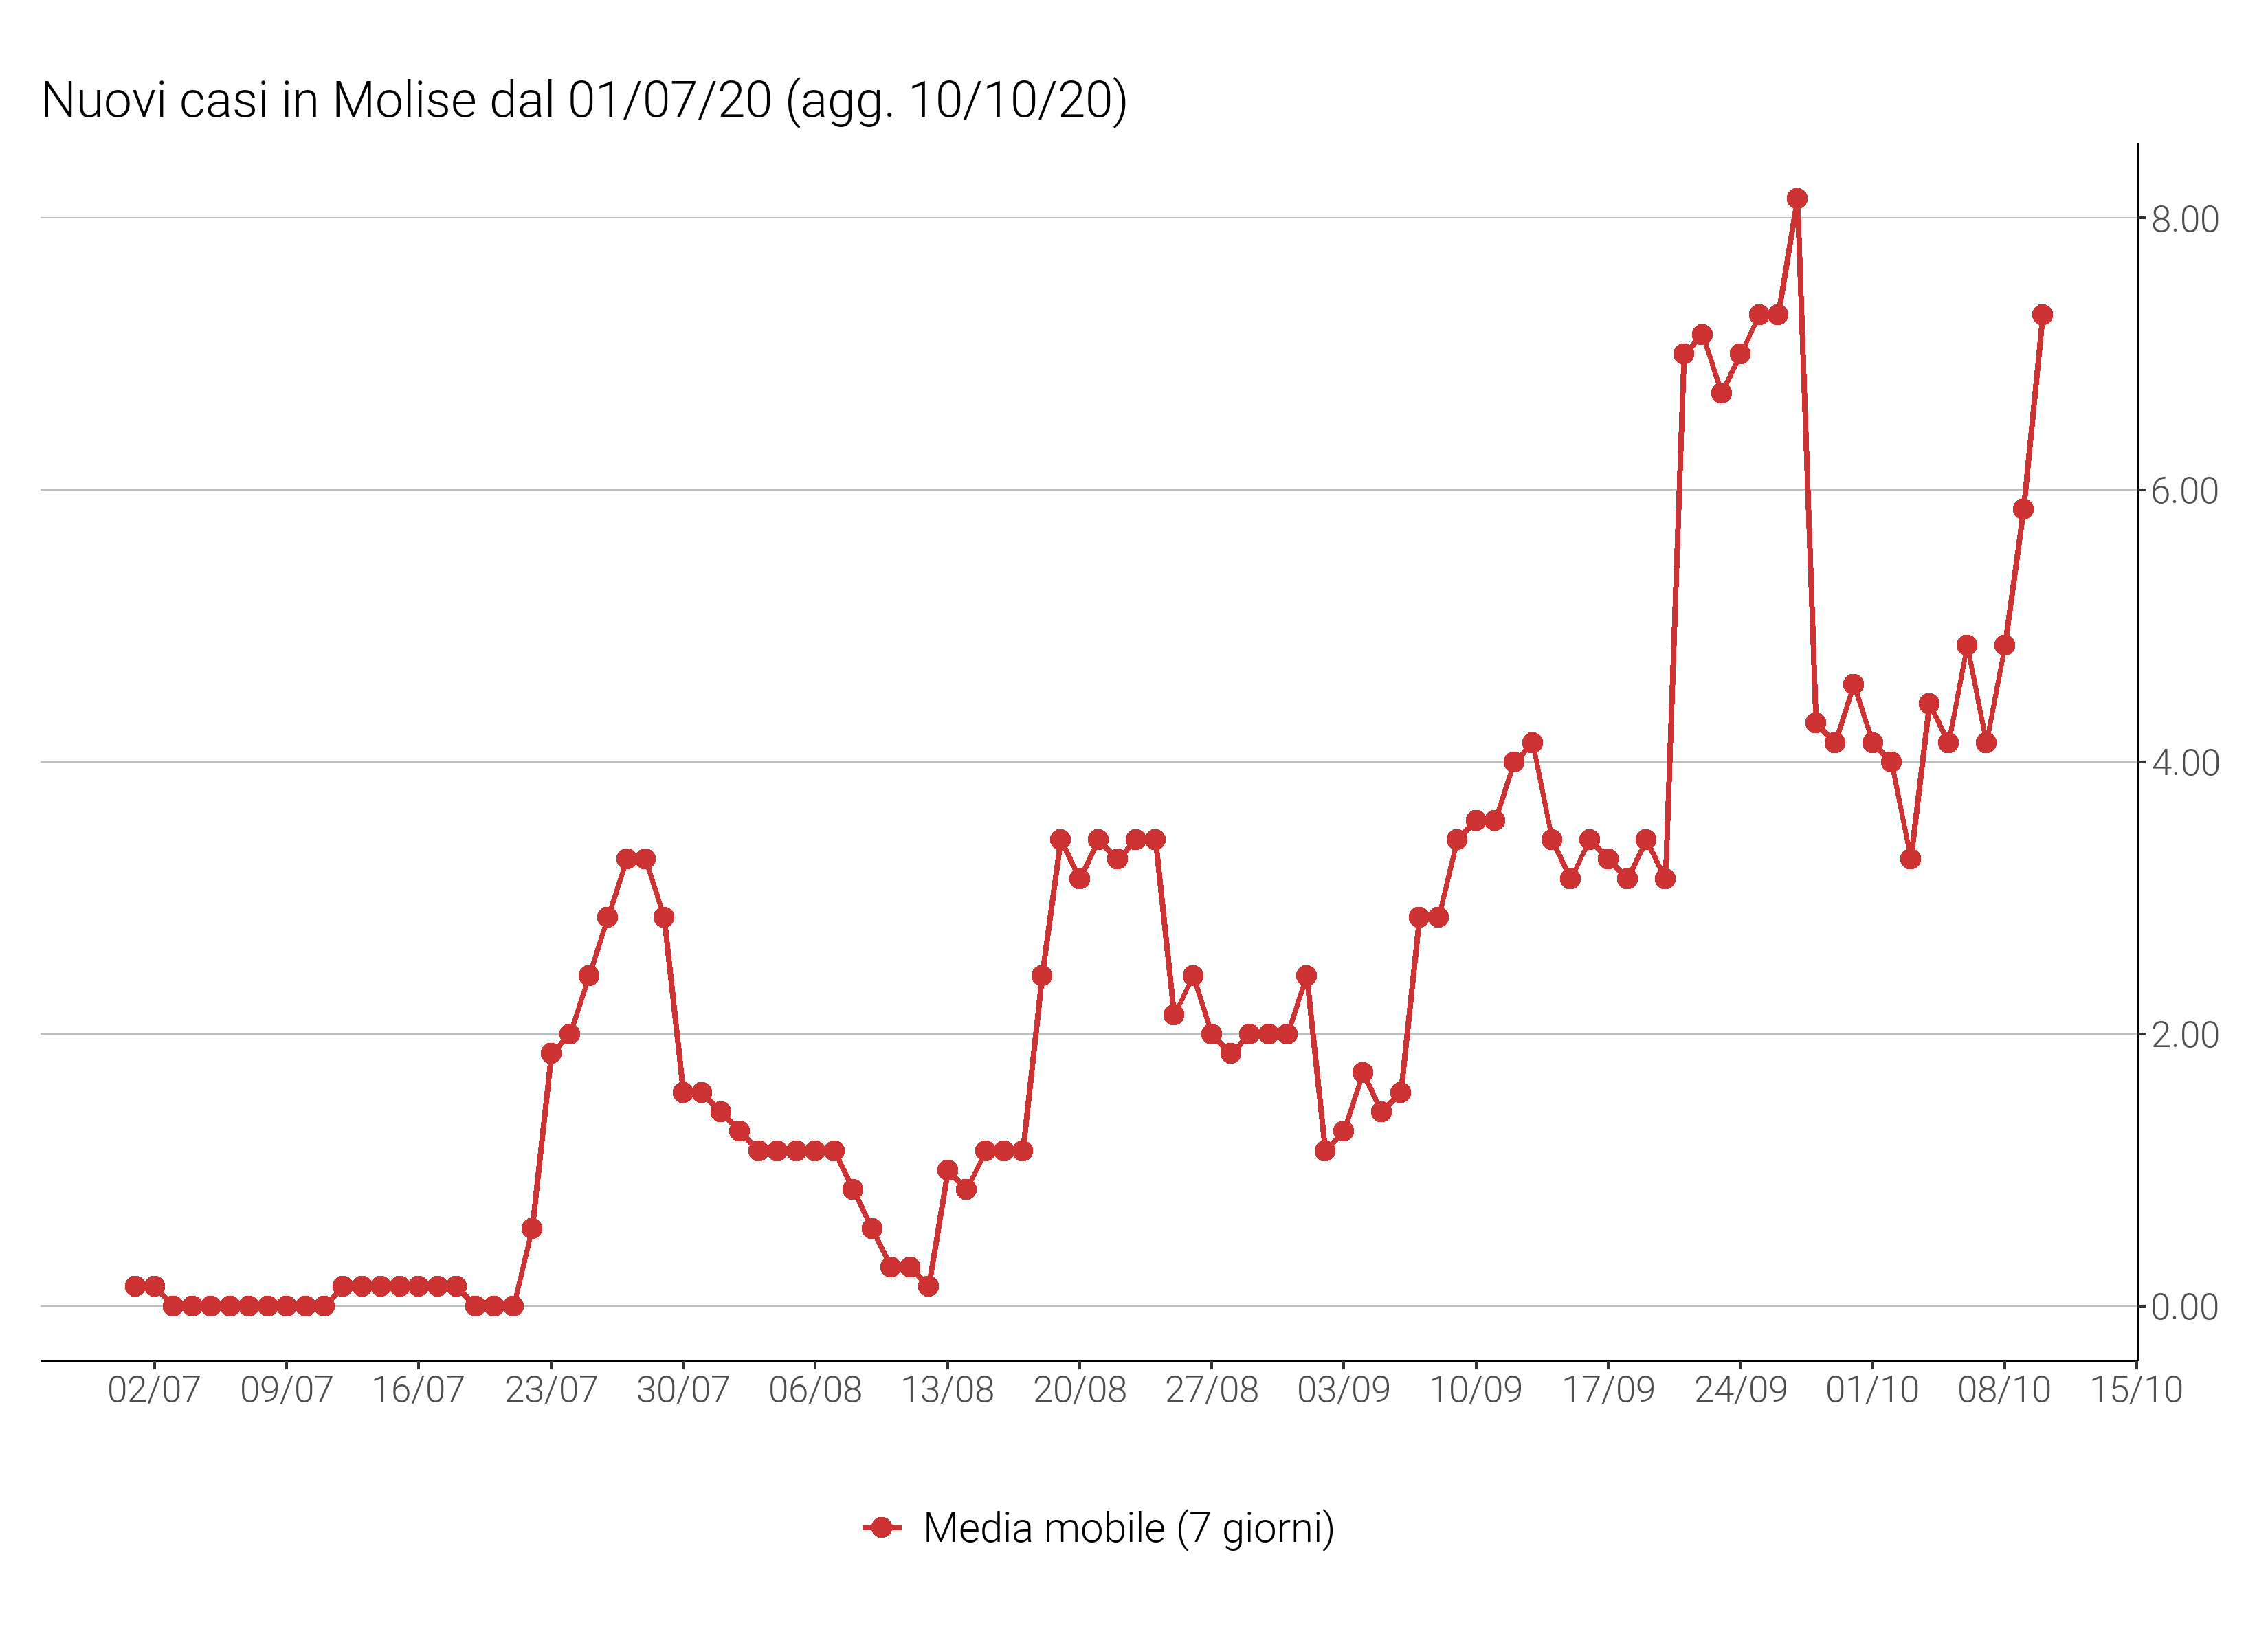 Nuovi casi in Molise dal 01/07/20 (agg. 10/10/20)
8.00
6.00
4.00
2.00
0.00
02/07 09/07 16/07 23/07 30/07 06/08 13/08 20/08 27/08 03/09 10/09 17/09 24/09 01/10 08/10 15/10
Media mobile (7 giorni)